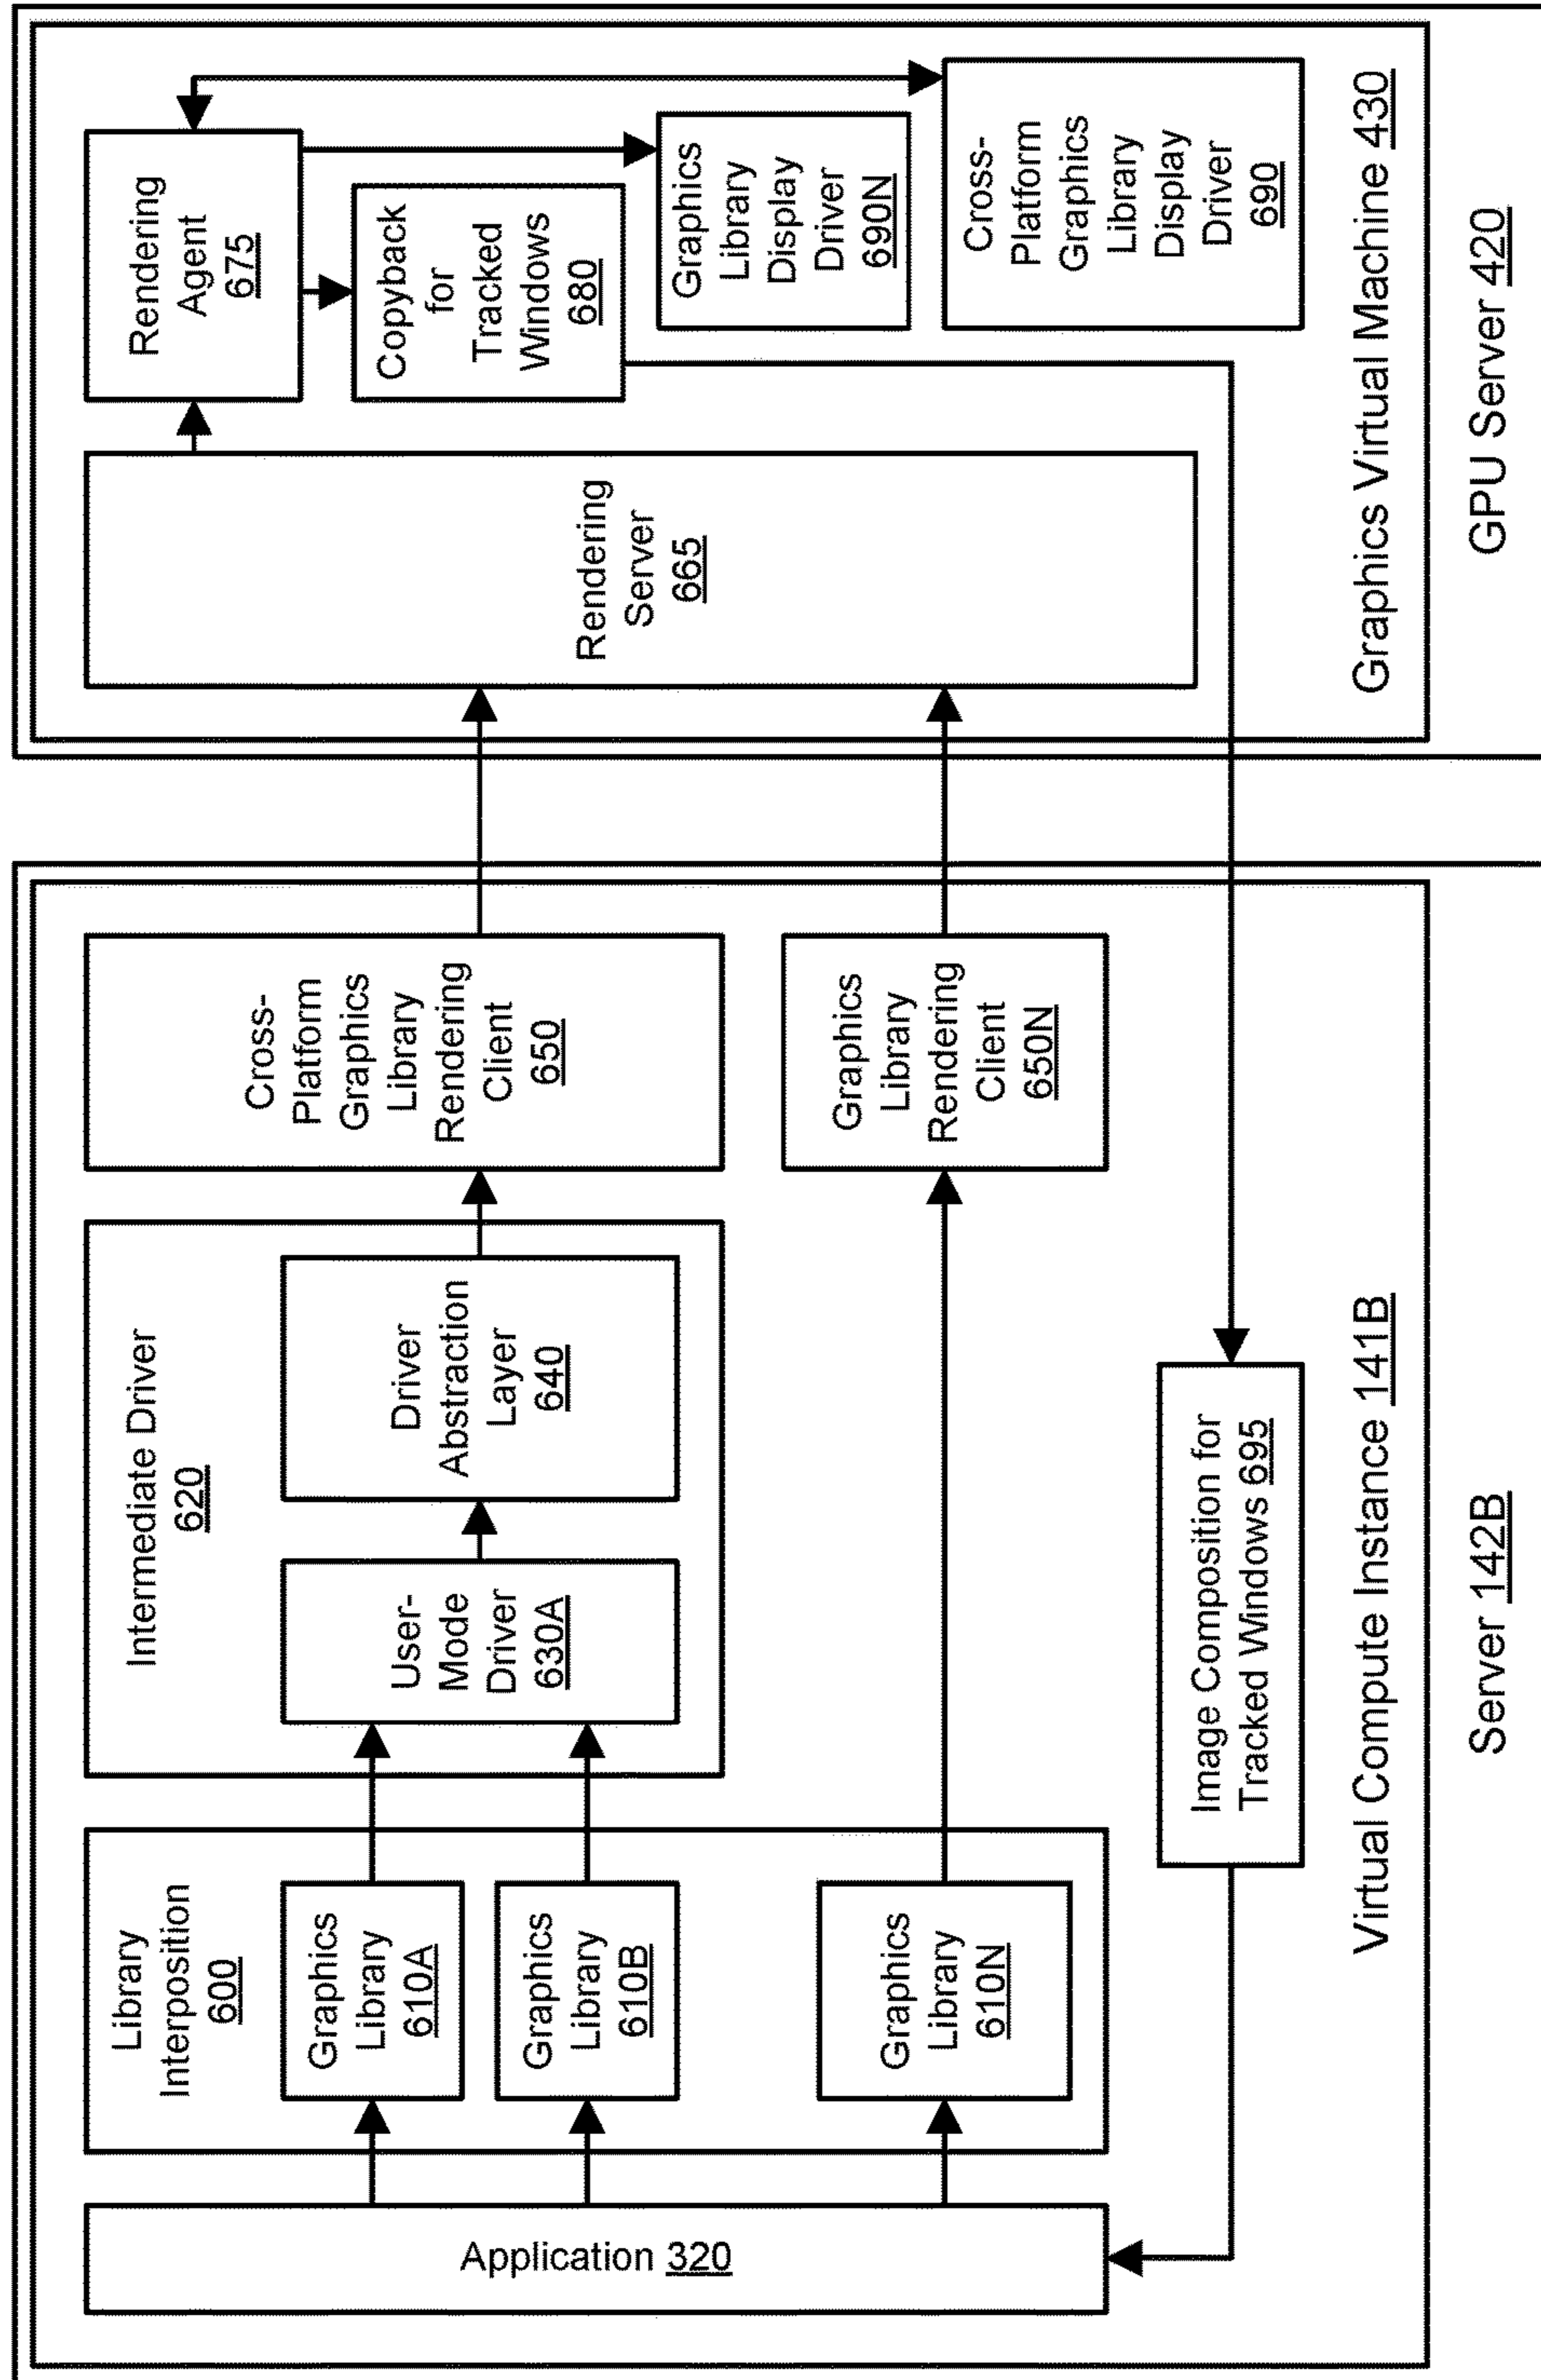 Application 320
Library
Interposition
600
Graphics
Library
610A
Graphics
Library
610B
Graphics
Library
610N
Intermediate Driver
620
User-
Mode
Driver
630A
Driver
Abstraction
Layer
640
Cross-
Platform
Graphics
Library
Rendering
Client
650
Graphics
Library
Rendering
Client
650N
Image Composition for
Tracked Windows 695
Virtual Compute Instance 141B
Server 142B
Rendering
Server
665
Rendering
Agent
675
Copyback
for
Tracked
Windows
680
Graphics
Library
Display
Driver
690N
Cross-
Platform
Graphics
Library
Display
Driver
690
Graphics Virtual Machine 430
GPU Server 420